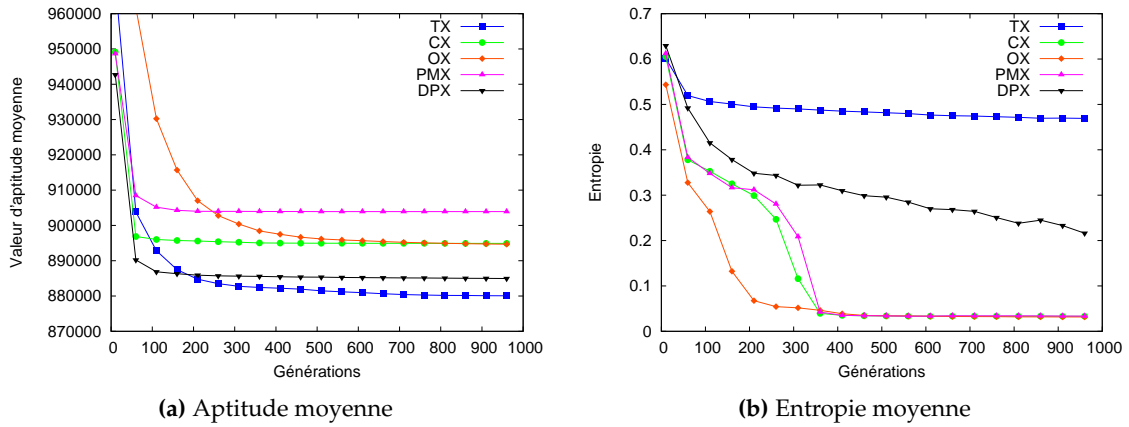 960000
950000
940000
930000
920000
910000
900000
890000
880000
870000
Valeur d'aptitude moyenne
TX
CX
OX
PMX
DPX
0 100 200 300 400 500 600 700 800 900 1000
Générations
(a) Aptitude moyenne
0.7
0.6
0.5
0.4
0.3
0.2
0.1
0
Entropie
TX
CX
OX
PMX
DPX
0 100 200 300 400 500 600 700 800 900 1000
Générations
(b) Entropie moyenne